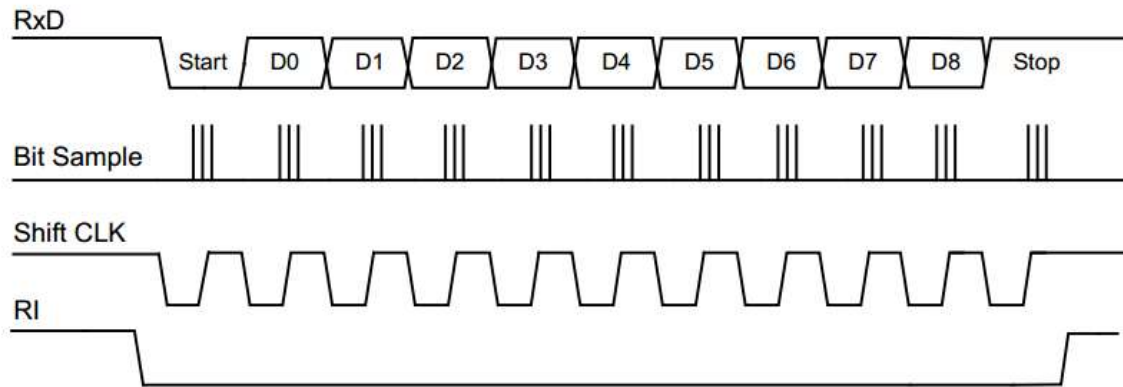 RxD
Start D0 D1 D2 D3 D4 D5 D6 D7 D8 Stop
Bit Sample
Shift CLK
RI